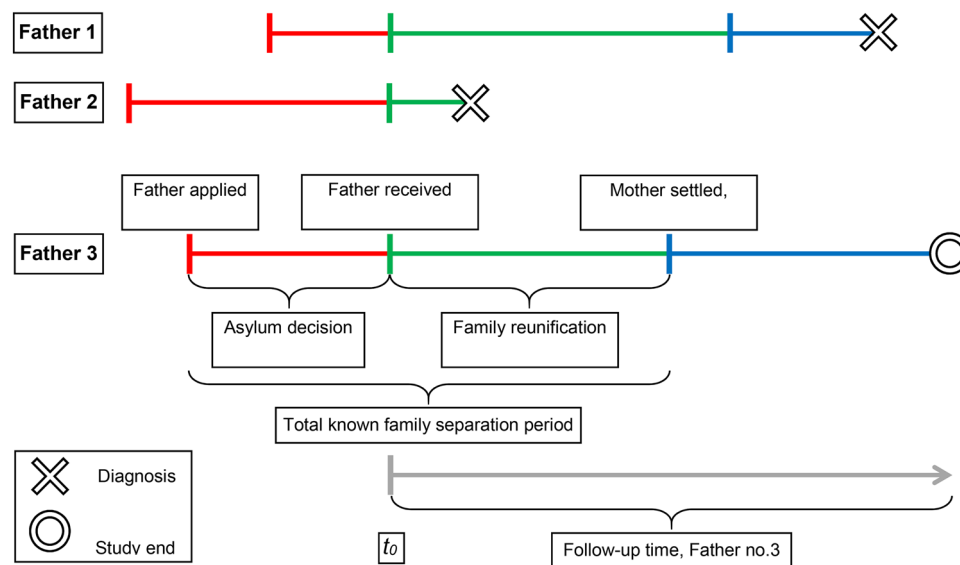 Father 1
Father 2
Father applied
Father received
Mother settled,
Father 3
Asylum decision
Family reunification
Total known family separation period
Diagnosis
Study end
t0
Follow-up time, Father no.3